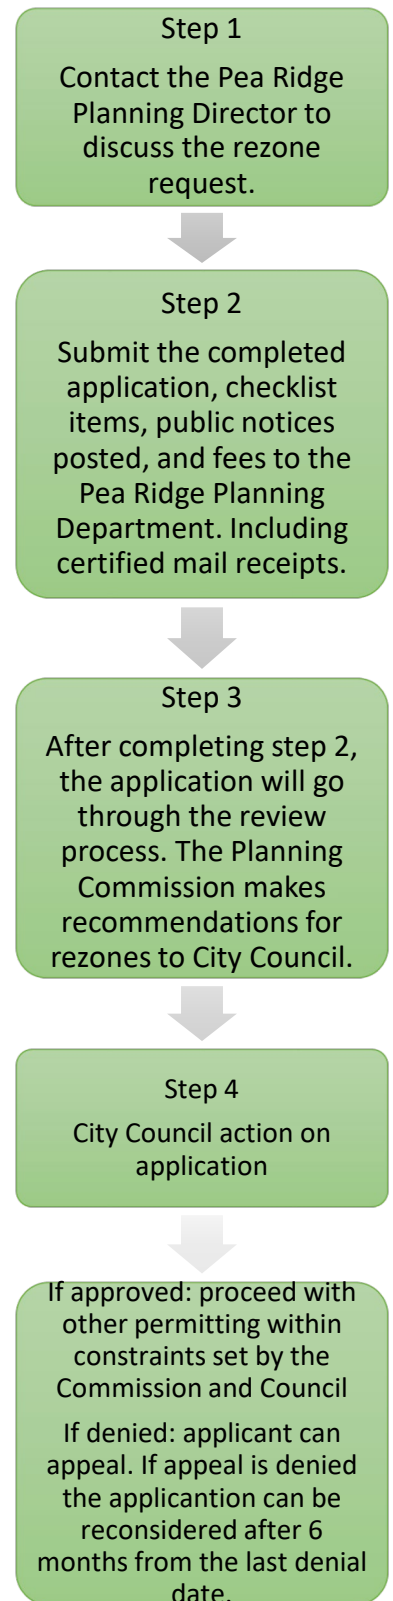 Step 1
Contact the Pea Ridge
Planning Director to
discuss the rezone
request.
Step 2
Submit the completed
application, checklist
items, public notices
posted, and fees to the
Pea Ridge Planning
Department. Including
certified mail receipts.
Step 3
After completing step 2,
the application will go
through the review
process. The Planning
Commission makes
recommendations for
rezones to City Council.
Step 4
City Council action on
application
If approved: proceed with
other permitting within
constraints set by the
Commission and Council
If denied: applicant can
appeal. If appeal is denied
the applicantion can be
reconsidered after 6
months from the last denial
date.